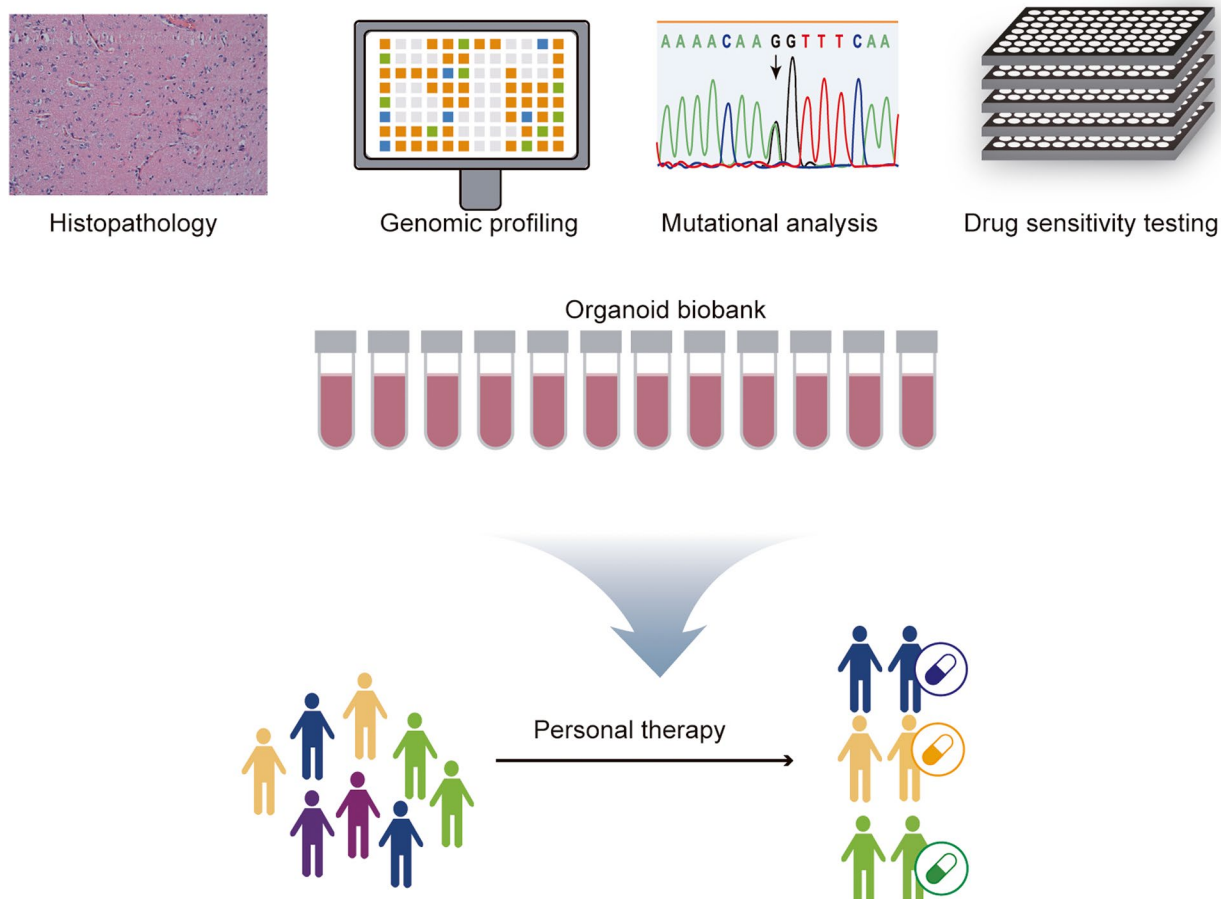 AAAACAAGGTTTCAA
Histopathology
Genomic profiling
Mutational analysis
Drug sensitivity testing
Organoid biobank
Personal therapy